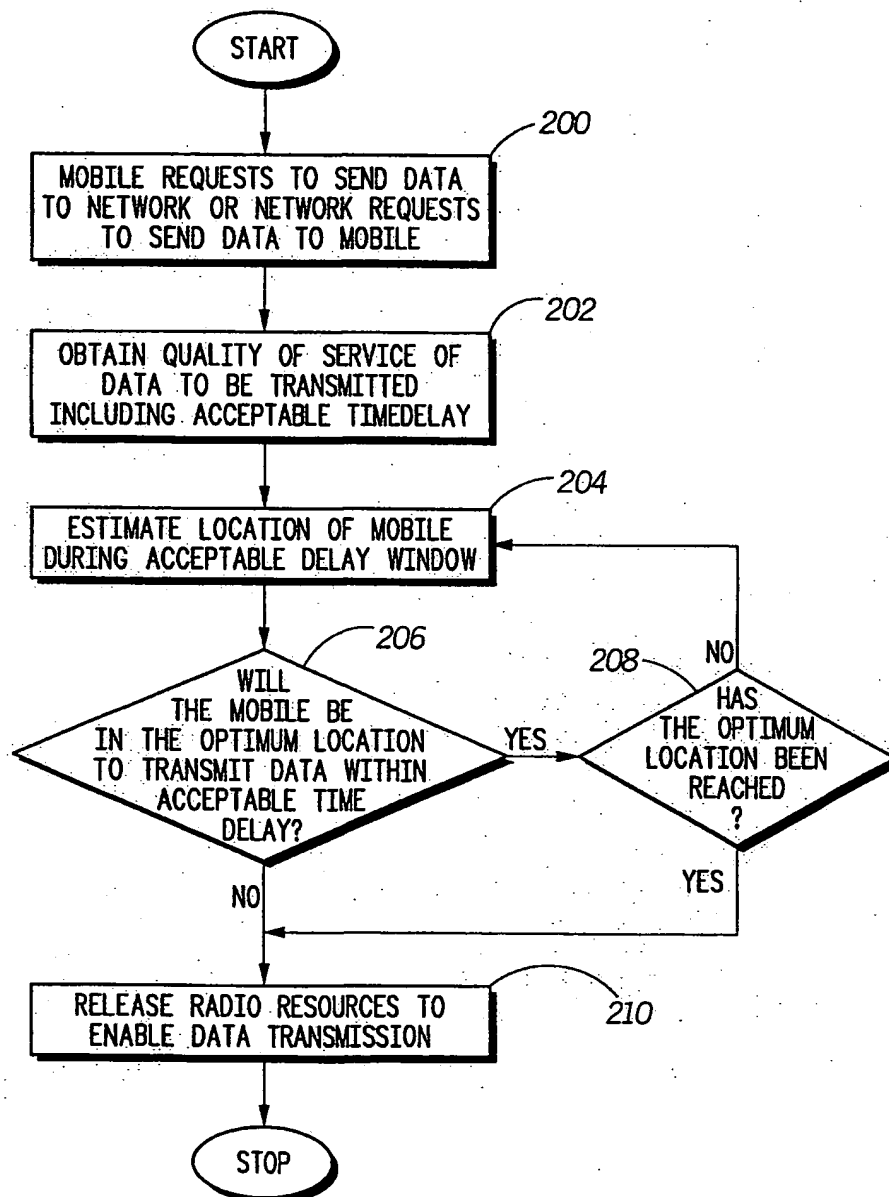 START
200
MOBILE REQUESTS TO SEND DATA
TO NETWORK OR NETWORK REQUESTS
TO SEND DATA TO MOBILE
202
OBTAIN QUALITY OF SERVICE OF
DATA TO BE TRANSMITTED
INCLUDING ACCEPTABLE TIMEDELAY
204
ESTIMATE LOCATION OF MOBILE
DURING ACCEPTABLE DELAY WINDOW
206
WILL
THE MOBILE BE
IN THE OPTIMUM LOCATION
TO TRANSMIT DATA WITHIN
ACCEPTABLE TIME
DELAY?
YES
NO
208
NO
HAS
THE OPTIMUM
LOCATION BEEN
REACHED
?
YES
RELEASE RADIO RESOURCES TO
ENABLE DATA TRANSMISSION
210
STOP